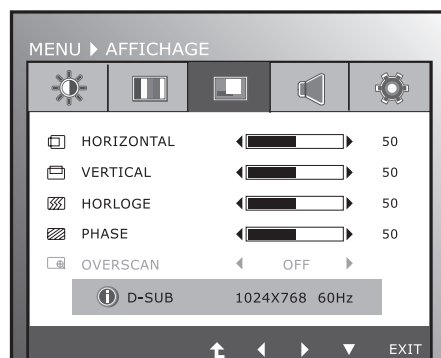 MENU ▶ AFFICHAGE
HORIZONTAL 50
VERTICAL 50
HORLOGE 50
PHASE 50
OVERSCAN OFF
D-SUB 1024X768 60Hz
EXIT